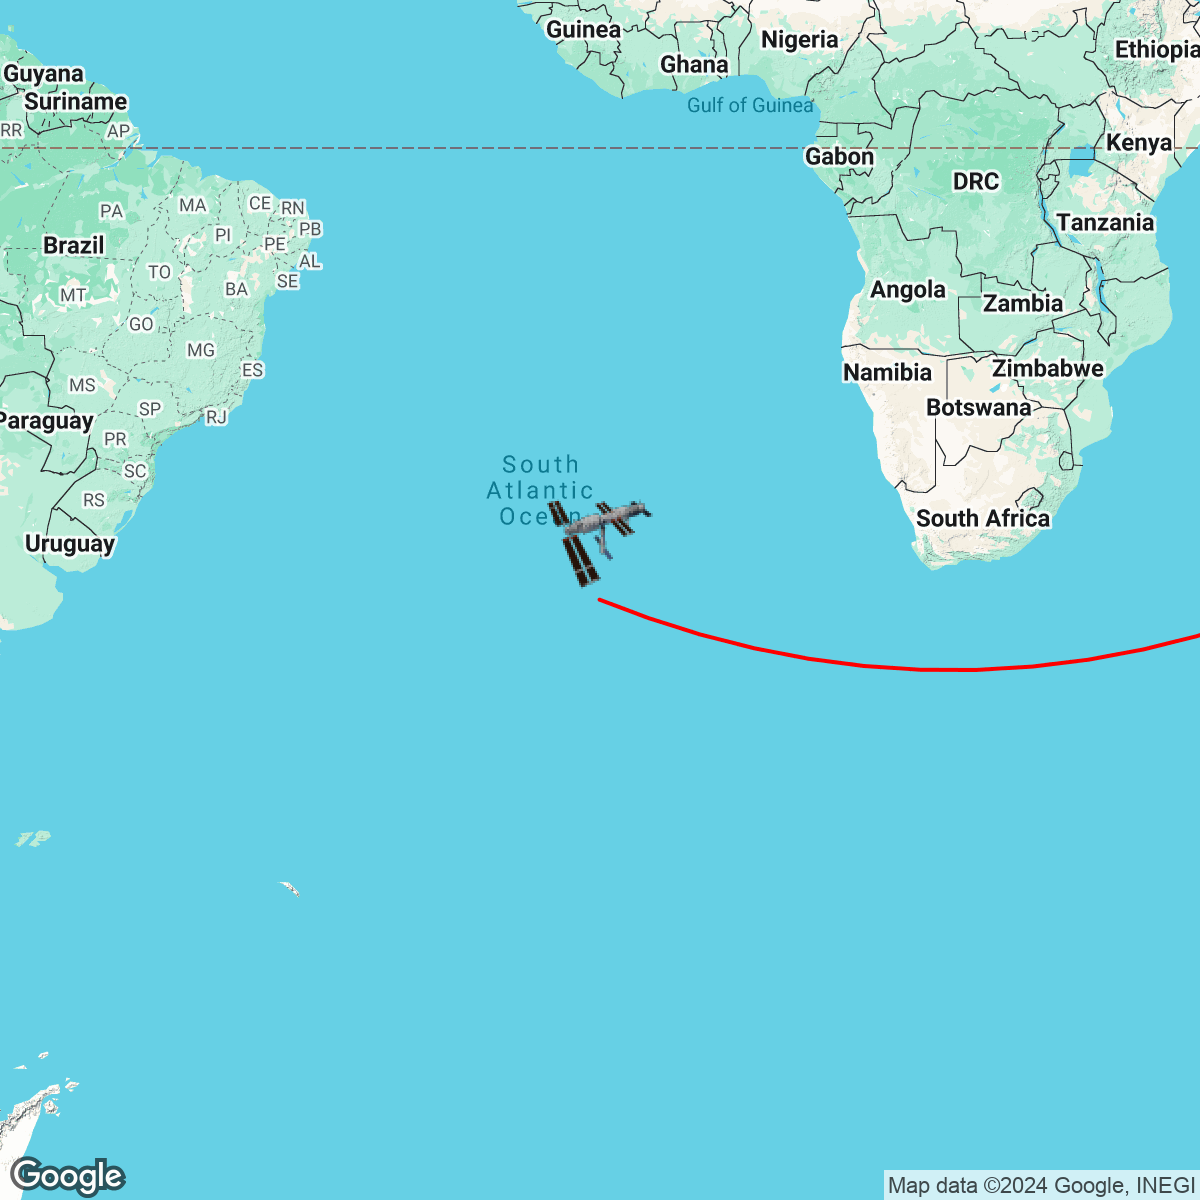 Guinea
Nigeria
Ethiopia
Ghana
Guyana
Suriname
Gulf of Guinea
RR
AP
Kenya
Gabon
DRC
PA
MA
CE
RN
Tanzania
PI
PB
Brazil
PE
AL
TO
SE
BA
Angola
MT
Zambia
GO
MG
ES
Zimbabwe
Namibia
MS
SP
Botswana
RJ
Paraguay
PR
South
Atlantic
Ocean
SC
RS
South Africa
Uruguay
Google
Map data ©2024 Google, INEGI